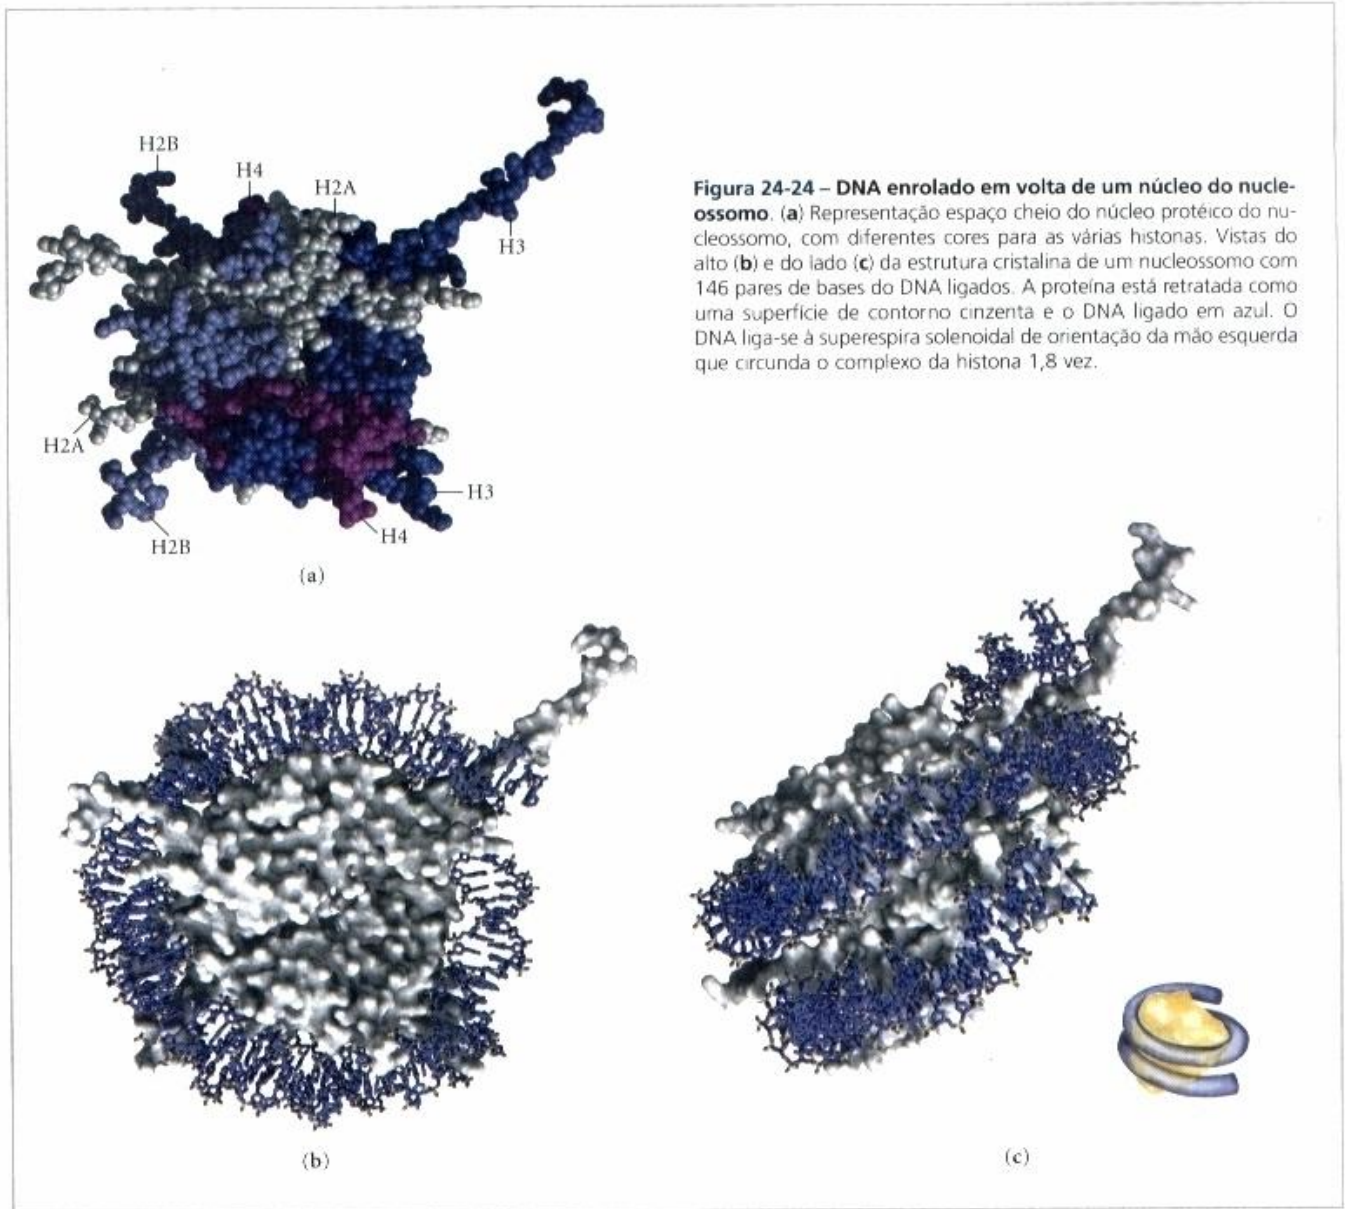 H2B
H4
H2A
H3
H2A
H3
H4
H2B
(a)
Figura 24-24 – DNA enrolado em volta de um núcleo do nucle-
ossomo. (a) Representação espaço cheio do núcleo protéico do nu-
cleossomo, com diferentes cores para as várias histonas. Vistas do
alto (b) e do lado (c) da estrutura cristalina de um nucleossomo com
146 pares de bases do DNA ligados. A proteína está retratada como
uma superfície de contorno cinzenta e o DNA ligado em azul. O
DNA liga-se à superespira solenoidal de orientação da mão esquerda
que circunda o complexo da histona 1,8 vez.
(b)
(c)